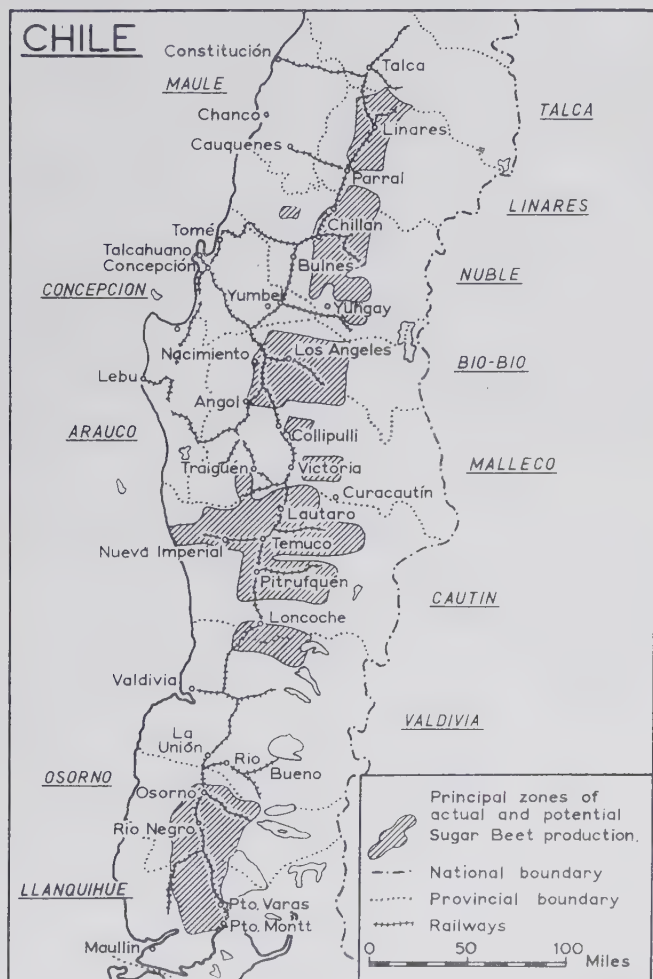 CHILE
Constitución
Talca
MAULE
TALCA
Chanco
Linares
Cauquenes
Parral
LINARES
Chillan
Tomé
Talcahuano
Bulnes
Concepción
NUBLE
CONCEPCION
Yumbel
Yungay
Nacimiento
Los Angeles
BIO-BIO
Lebu
Angol
ARAUCO
Collipulli
MALLECO
Traiguén
Victoria
Curacautín
Lautaro
Nueva Imperial
Temuco
Pitrufquen
CAUTIN
Loncoche
Valdivia
VALDIVIA
La
Unión
Rio
Bueno
OSORNO
Osorno
Rio Negro
LLANQUIHUE
Pto. Varas
Pto. Montt
Maullin
Principal zones of
actual and potential
Sugar Beet production.
National boundary
Provincial boundary
Railways
0 50 100
Miles